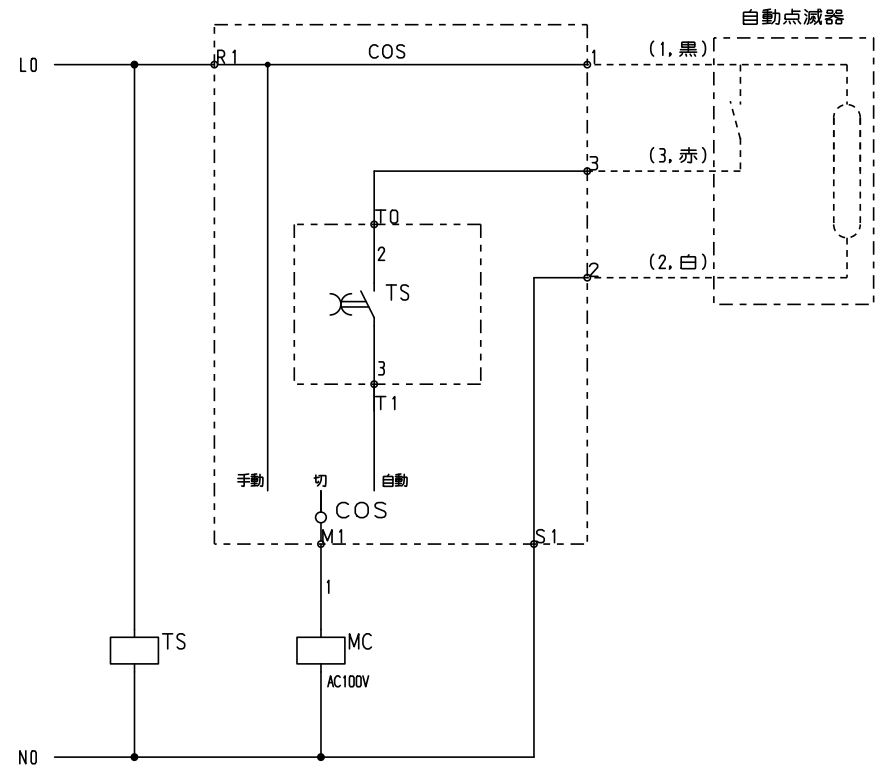 自動点滅器
L0
R1
COS
1
(1,黒)
3
(3,赤)
T0
2
2
(2,白)
TS
3
T1
手動
切
自動
COS
M1
S1
1
TS
MC
AC100V
N0